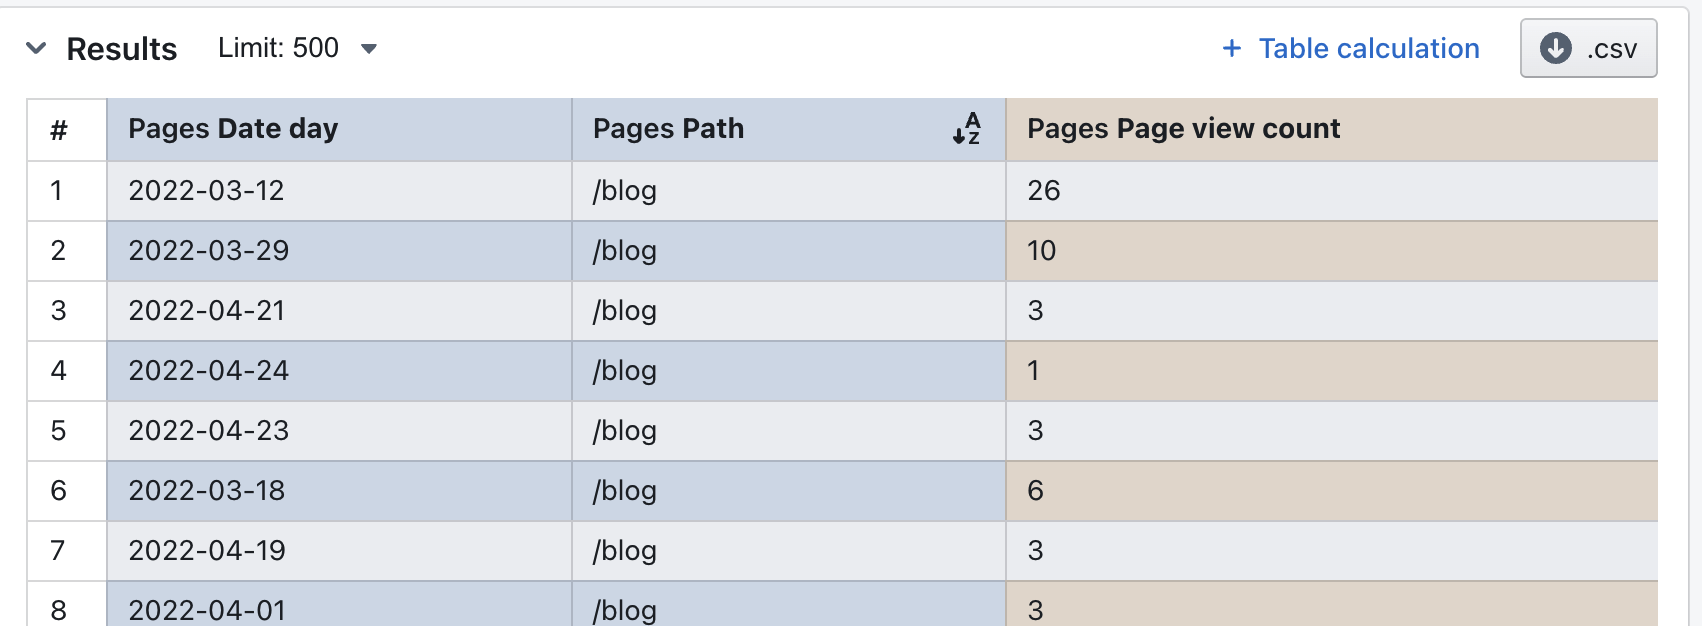 Results Limit: 500 + Table calculation .csv
# Pages Date day Pages Path A Z Pages Page view count
1 2022-03-12 /blog 26
2 2022-03-29 /blog 10
3 2022-04-21 /blog 3
4 2022-04-24 /blog 1
5 2022-04-23 /blog 3
6 2022-03-18 /blog 6
7 2022-04-19 /blog 3
8 2022-04-01 /blog 3